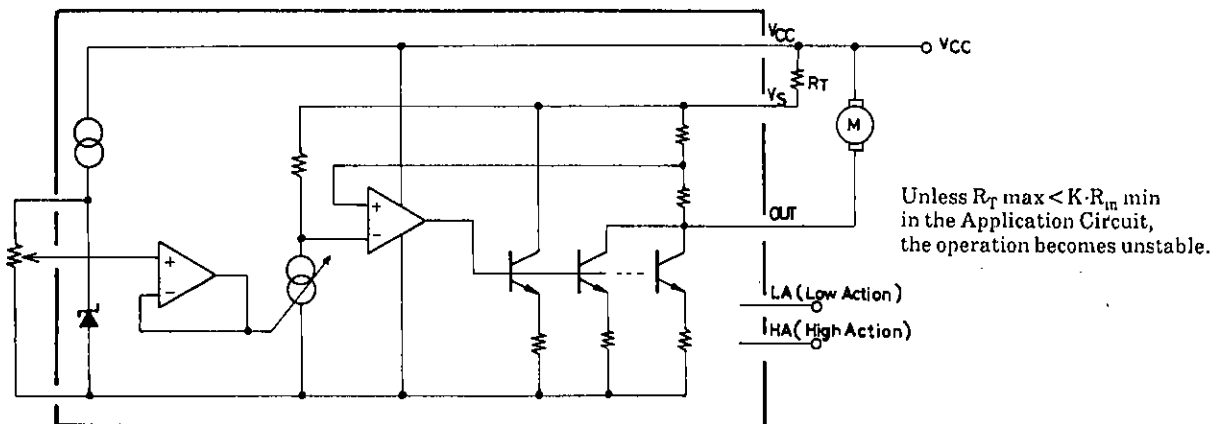 VCC
VCC
RT
VS
M
+
−
+
−
OUT
Unless RT max < K·Rm min
in the Application Circuit,
the operation becomes unstable.
LA (Low Action)
HA (High Action)